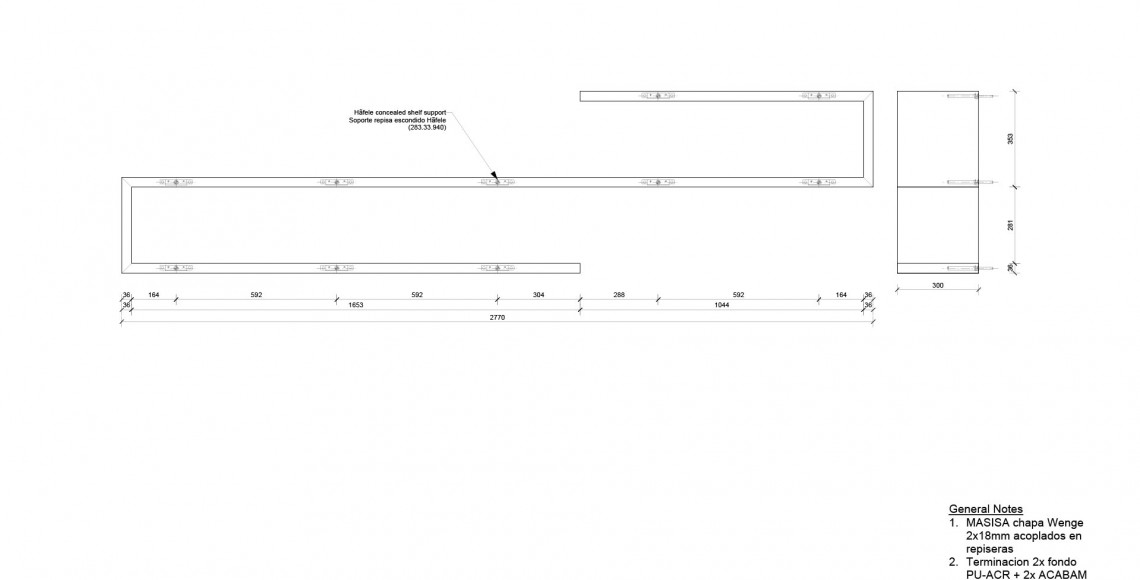 Häfele concealed shelf support
Soporte repisa escondido Häfele
(283.33.940)
353
281
36
300
36 164 592 592 304 288 592 164 36
36 1653 1044 36
2770
General Notes
1. MASISA chapa Wenge
2x18mm acoplados en
repiseras
2. Terminacion 2x fondo
PU-ACR + 2x ACABAM